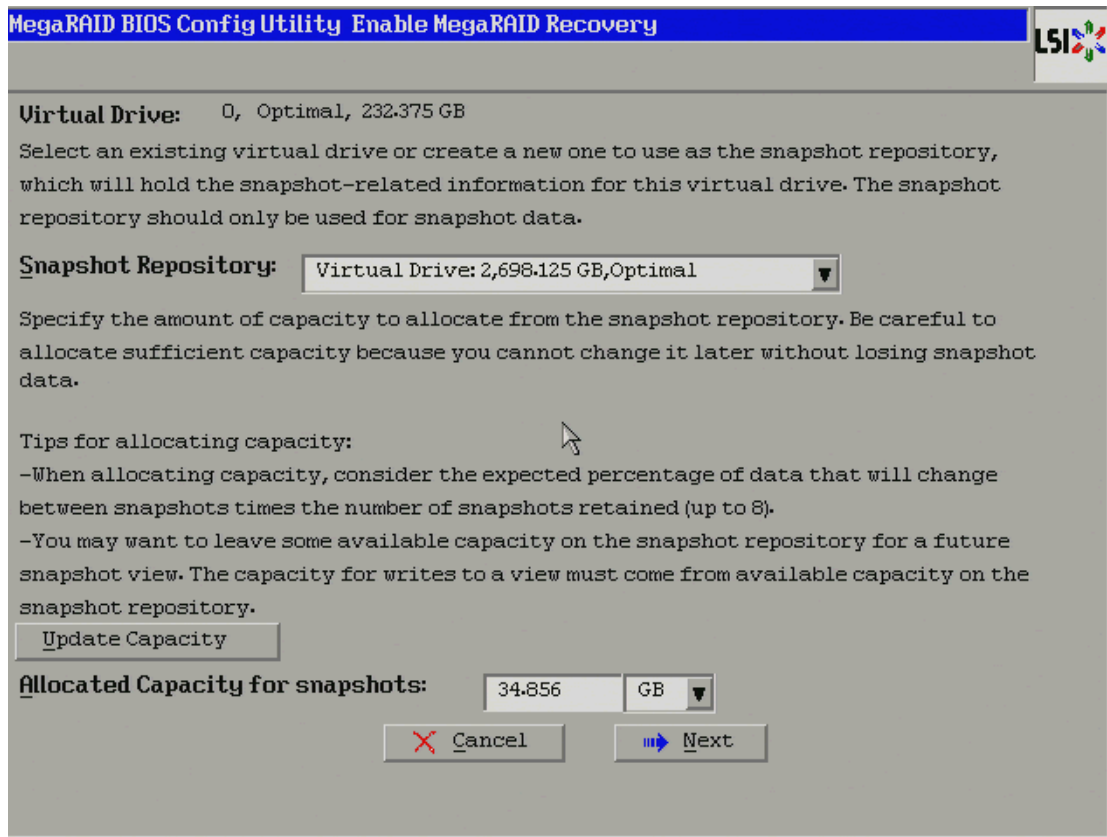 MegaRAID BIOS Config Utility Enable MegaRAID Recovery
LSI
Virtual Drive: 0, Optimal, 232.375 GB
Select an existing virtual drive or create a new one to use as the snapshot repository,
which will hold the snapshot-related information for this virtual drive. The snapshot
repository should only be used for snapshot data.
Snapshot Repository: Virtual Drive: 2,698.125 GB,Optimal
Specify the amount of capacity to allocate from the snapshot repository. Be careful to
allocate sufficient capacity because you cannot change it later without losing snapshot
data.
Tips for allocating capacity:
-When allocating capacity, consider the expected percentage of data that will change
between snapshots times the number of snapshots retained (up to 8).
-You may want to leave some available capacity on the snapshot repository for a future
snapshot view. The capacity for writes to a view must come from available capacity on the
snapshot repository.
Update Capacity
Allocated Capacity for snapshots: 34.856 GB
Cancel Next